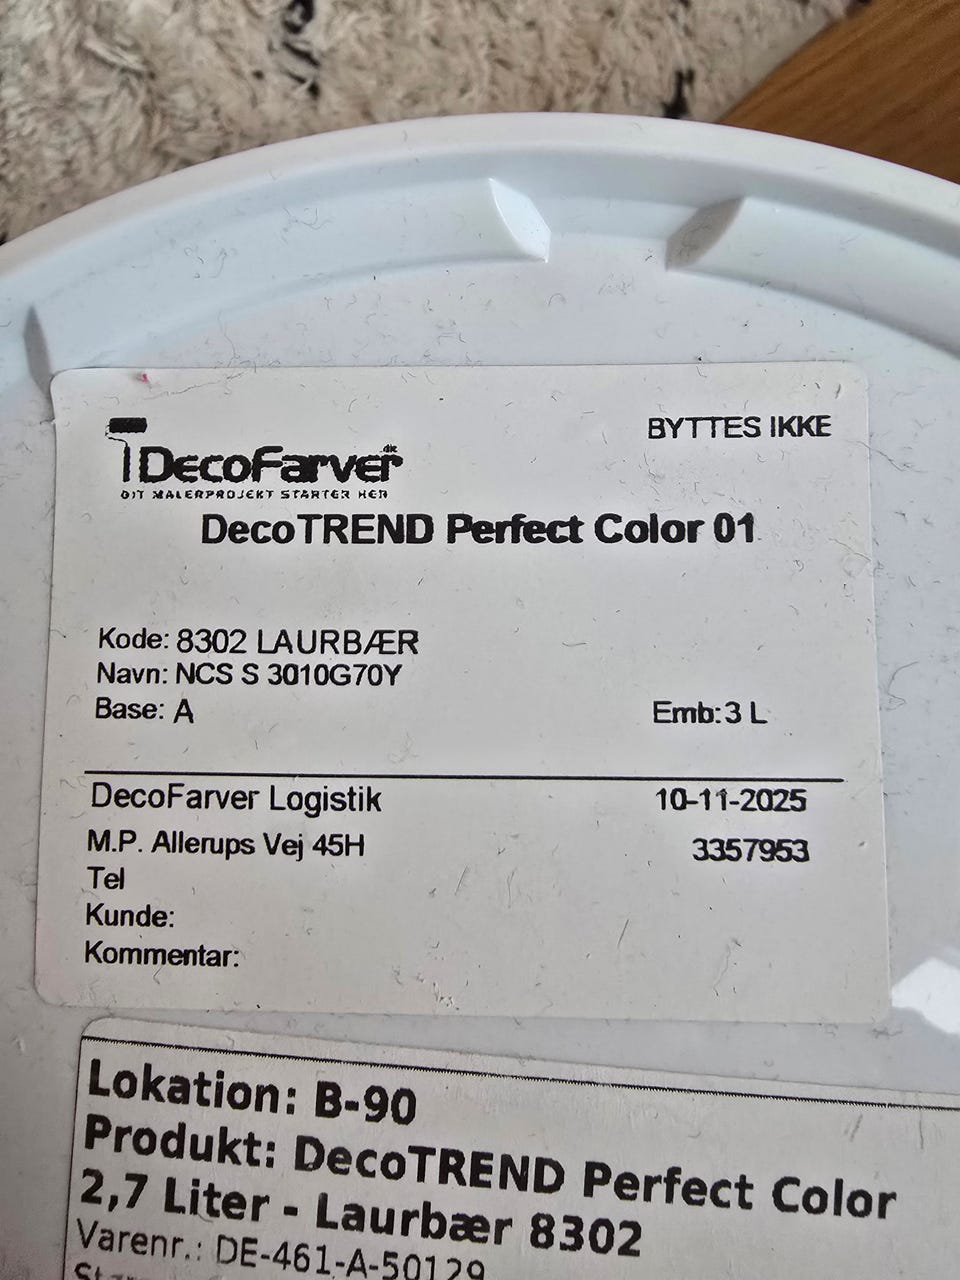 BYTTES IKKE
DecoFarver.dk
DIT MALERPROJEKT STARTER HER
DecoTREND Perfect Color 01
Kode: 8302 LAURBÆR
Navn: NCS S 3010G70Y
Base: A
Emb:3 L
DecoFarver Logistik 10-11-2025
M.P. Allerups Vej 45H 3357953
Tel
Kunde:
Kommentar:
Lokation: B-90
Produkt: DecoTREND Perfect Color
2,7 Liter - Laurbær 8302
Varenr.: DE-461-A-50129